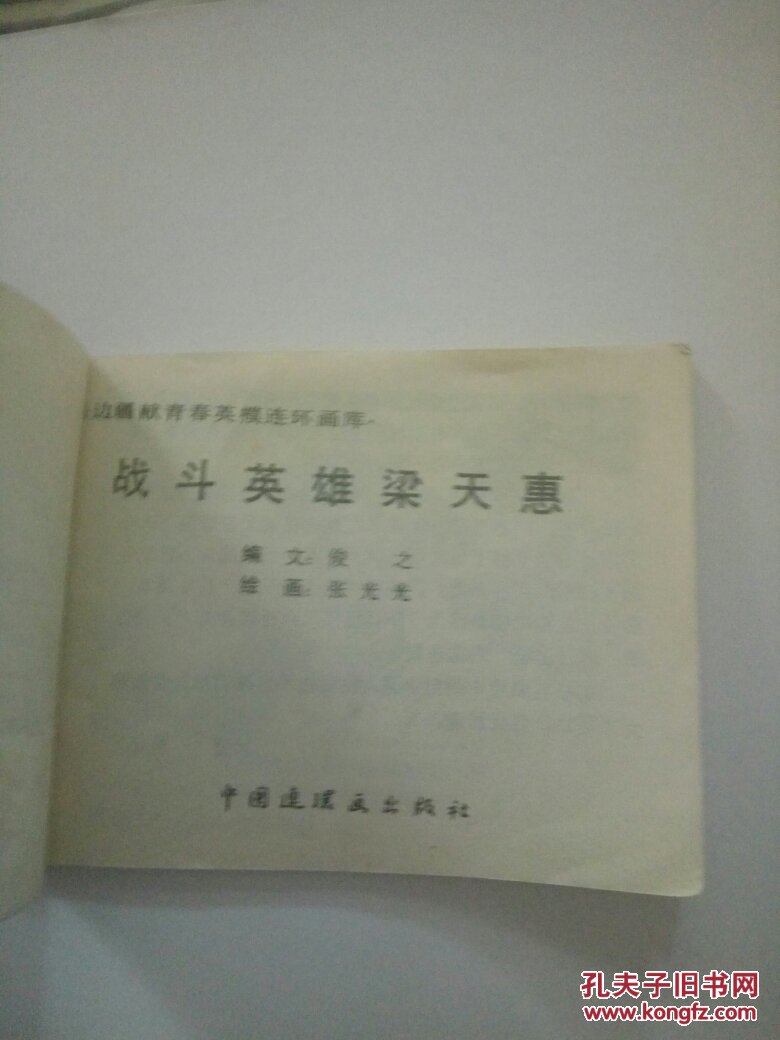 边疆献青春英模连环画库
战斗英雄梁天惠
编 文：俊 之
绘 画：张光光
中国连环画出版社
孔夫子旧书网
www.kongfz.com